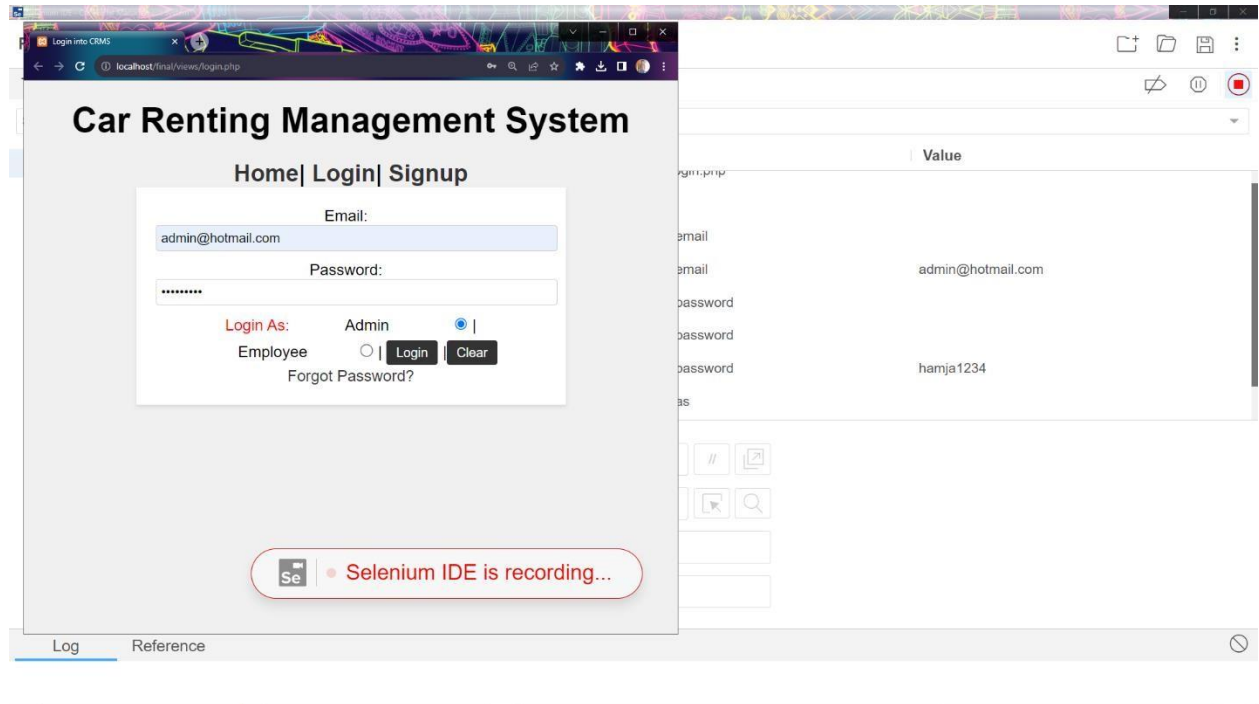 Login into CRMS
localhost/final/views/login.php
Car Renting Management System
Home| Login| Signup
Email:
admin@hotmail.com
Password:
•••••••••
Login As: Admin |
Employee | Login | Clear
Forgot Password?
Se Selenium IDE is recording...
Value
email
email admin@hotmail.com
password
password
password hamja1234
as
//
Log Reference